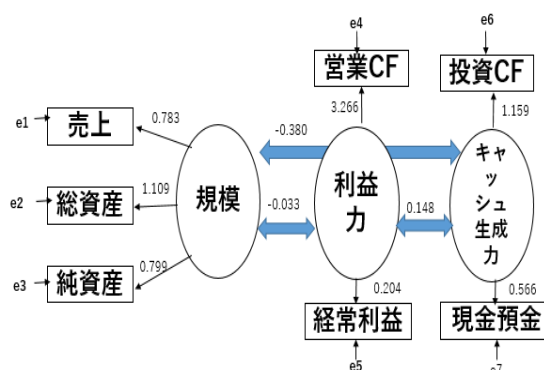 e4
e6
営業CF
投資CF
e1
売上
0.783
3.266
1.159
-0.380
e2
総資産
1.109
規模
利益
力
キャ
ッ
シュ
生成
力
-0.033
0.148
e3
純資産
0.799
0.204
0.566
経常利益
現金預金
e5
e7